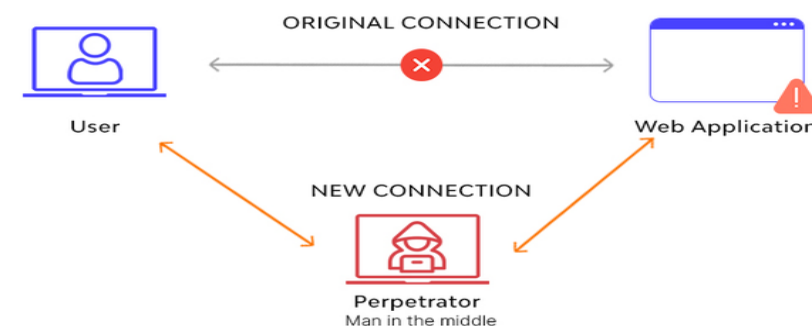 ORIGINAL CONNECTION
User
Web Application
NEW CONNECTION
Perpetrator
Man in the middle